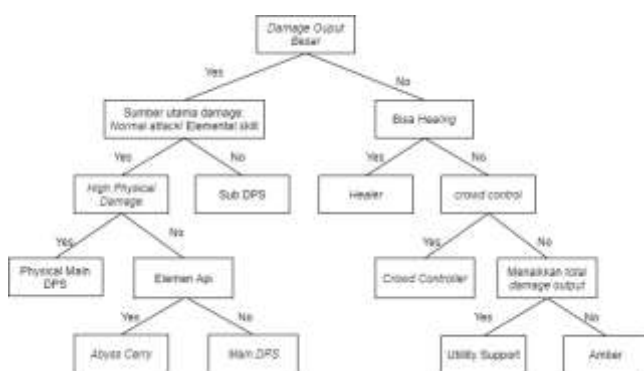 Damage Ouput
Besar
Yes
No
Sumber utama damage:
Normal attack/ Elemental skill
Bisa Healing
Yes
No
Yes
No
High Physical
Damage
Sub DPS
Healer
crowd control
Yes
No
Yes
No
Physical Main
DPS
Elemen Api
Crowd Controller
Menaikkan total
damage output
Yes
No
Yes
No
Abyss Carry
Main DPS
Utility Support
Amber